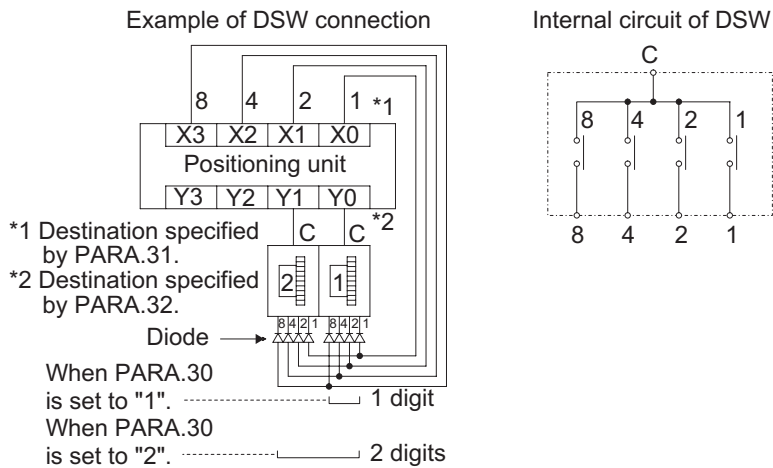 Example of DSW connection
8 4 2 1 *1
X3 X2 X1 X0
Positioning unit
Y3 Y2 Y1 Y0
*1 Destination specified
by PARA.31.
*2 Destination specified
by PARA.32.
C C *2
2 1
8 4 2 1 8 4 2 1
Diode
When PARA.30
is set to "1". 1 digit
When PARA.30
is set to "2". 2 digits
Internal circuit of DSW
C
8 4 2 1
8 4 2 1